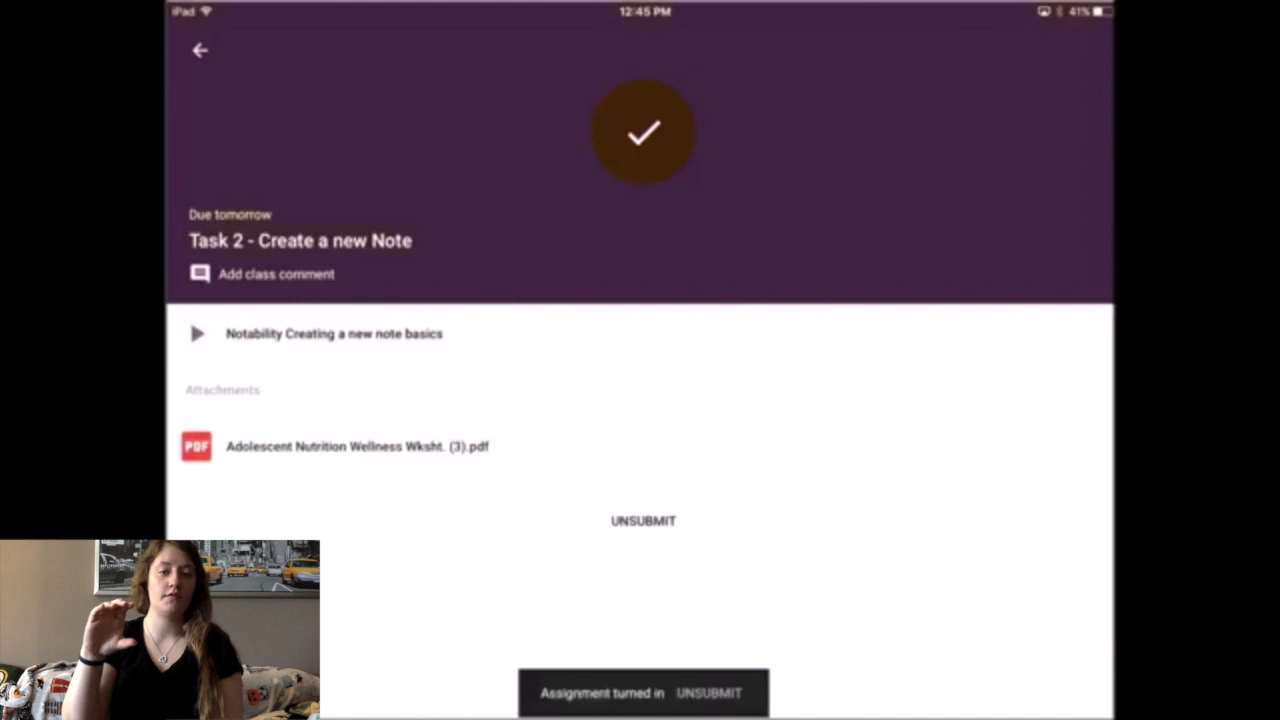 iPad 12:45 PM 41%
Due tomorrow
Task 2 - Create a new Note
Add class comment
Notability Creating a new note basics
Attachments
PDF Adolescent Nutrition Wellness Wksht. (3).pdf
UNSUBMIT
Assignment turned in UNSUBMIT